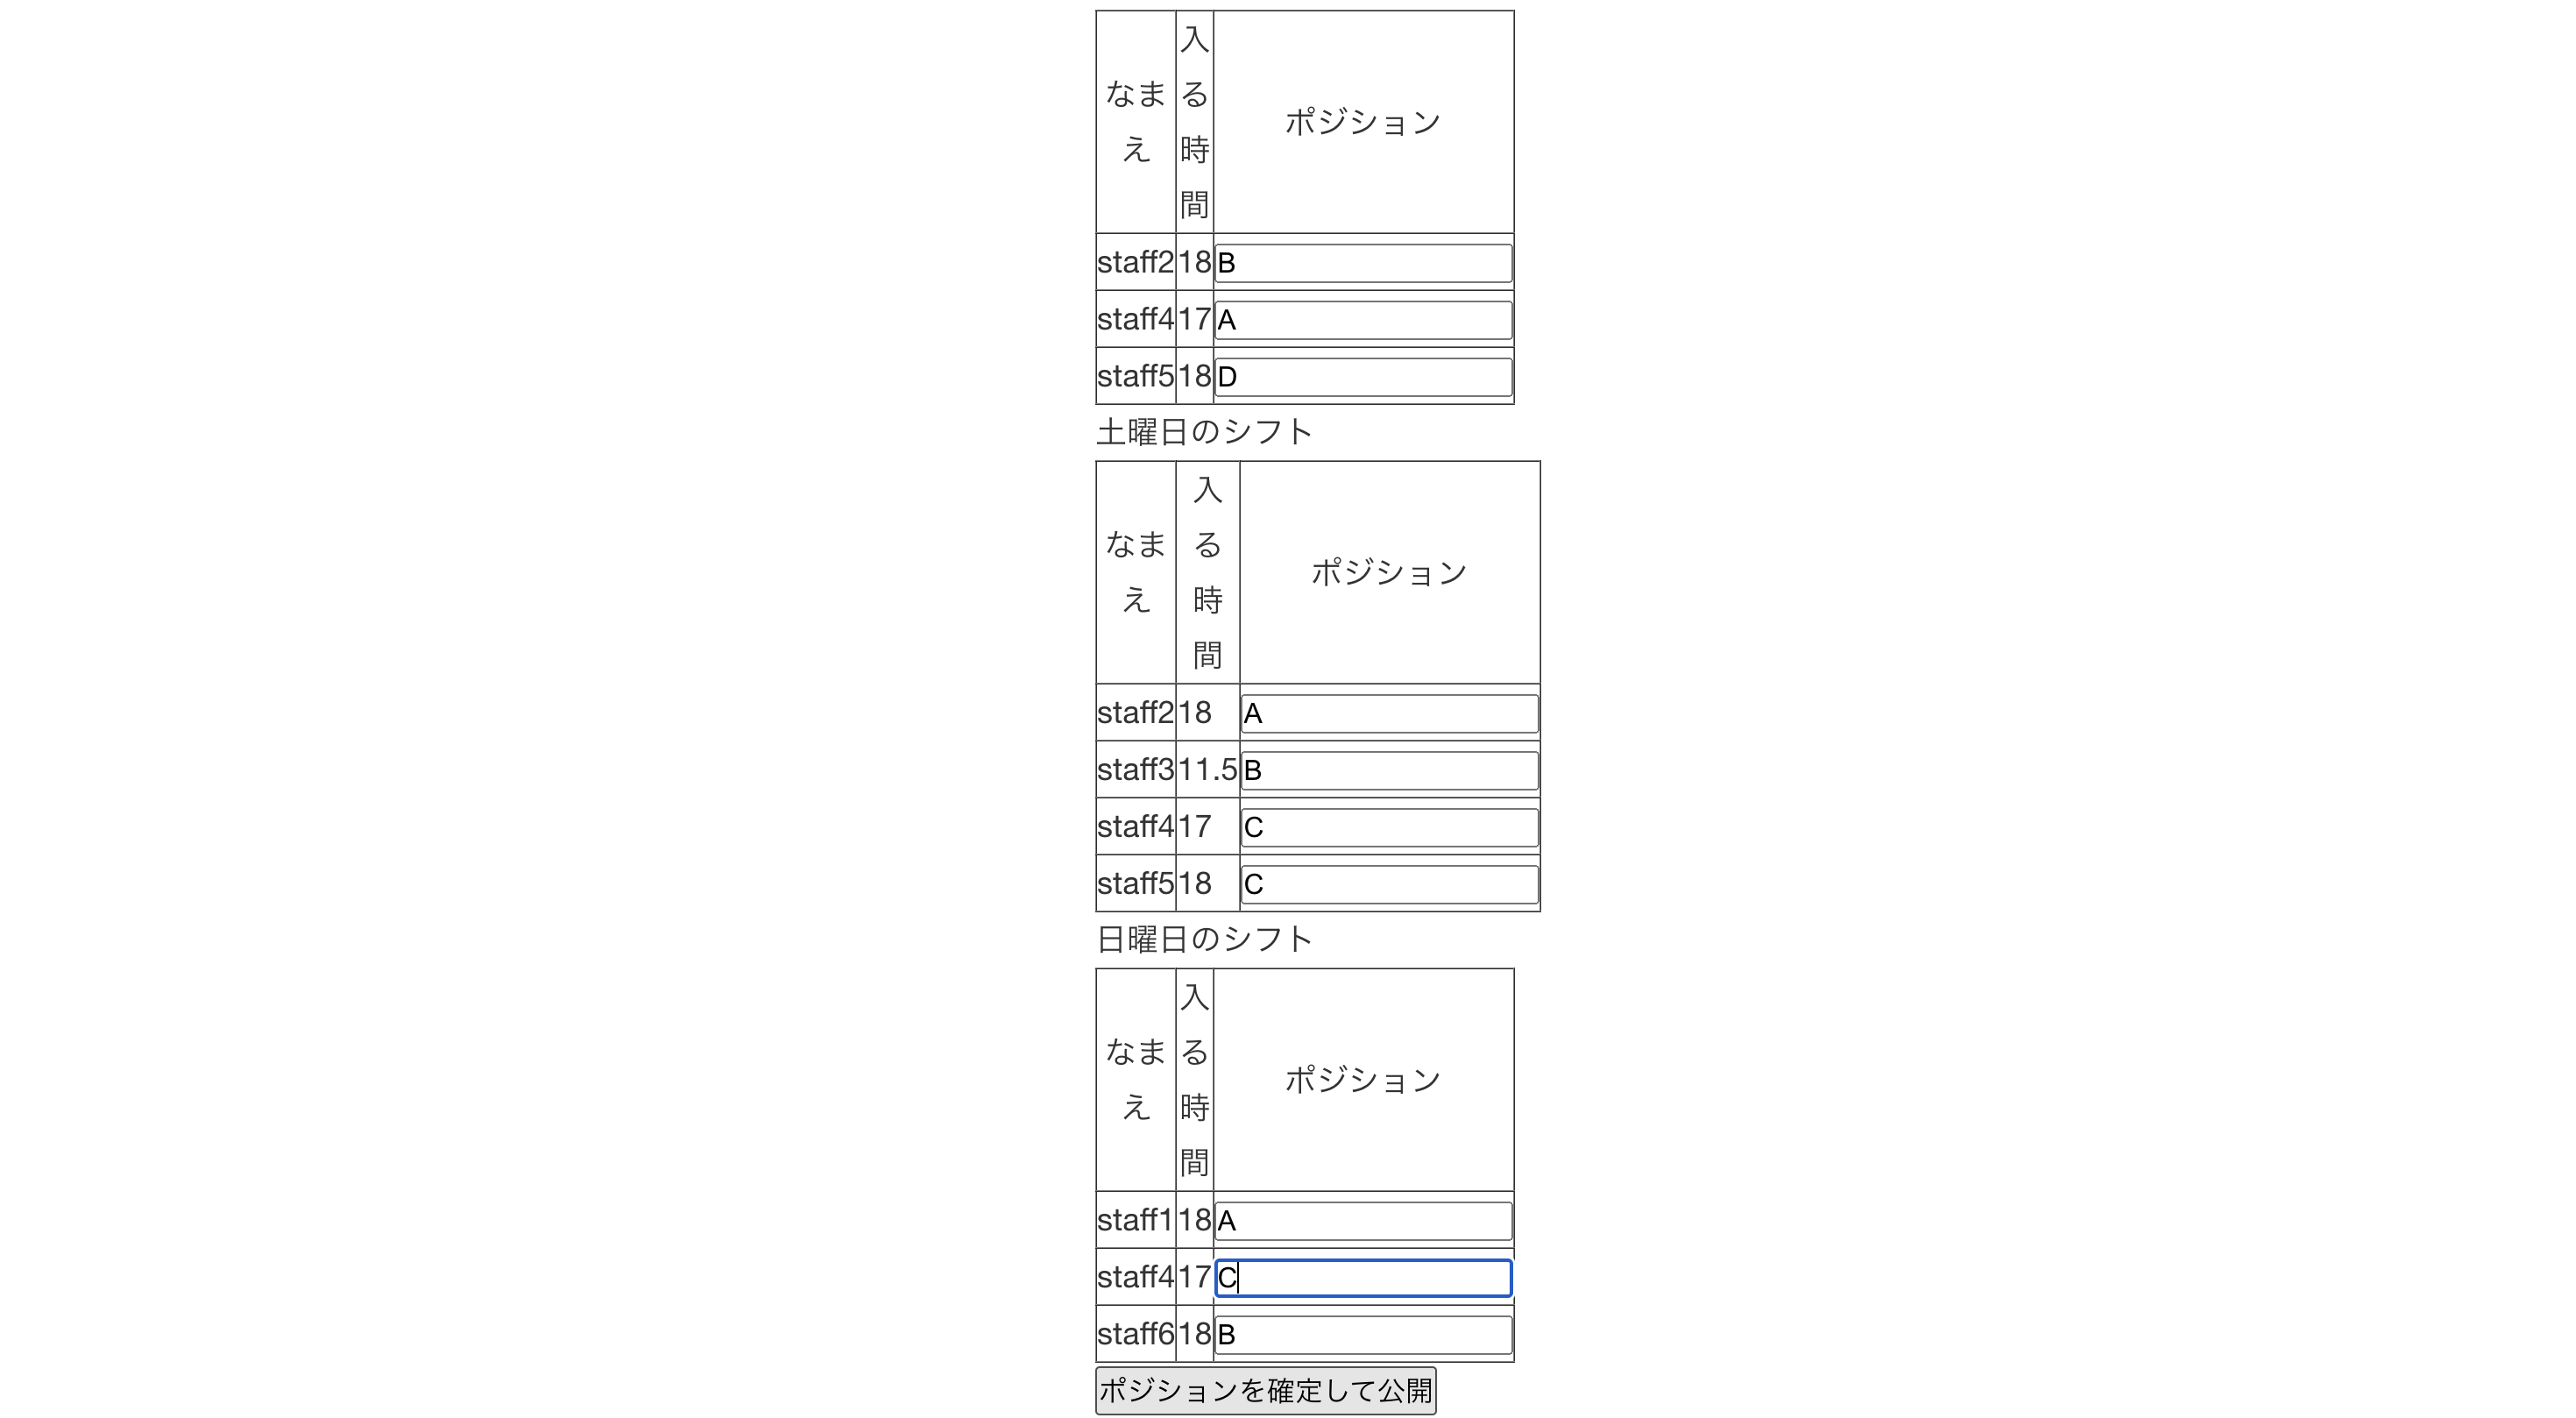 なまえ 入る時間 ポジション
staff2 18 B
staff4 17 A
staff5 18 D
土曜日のシフト
なまえ 入る時間 ポジション
staff2 18 A
staff3 11.5 B
staff4 17 C
staff5 18 C
日曜日のシフト
なまえ 入る時間 ポジション
staff1 18 A
staff4 17 C
staff6 18 B
ポジションを確定して公開